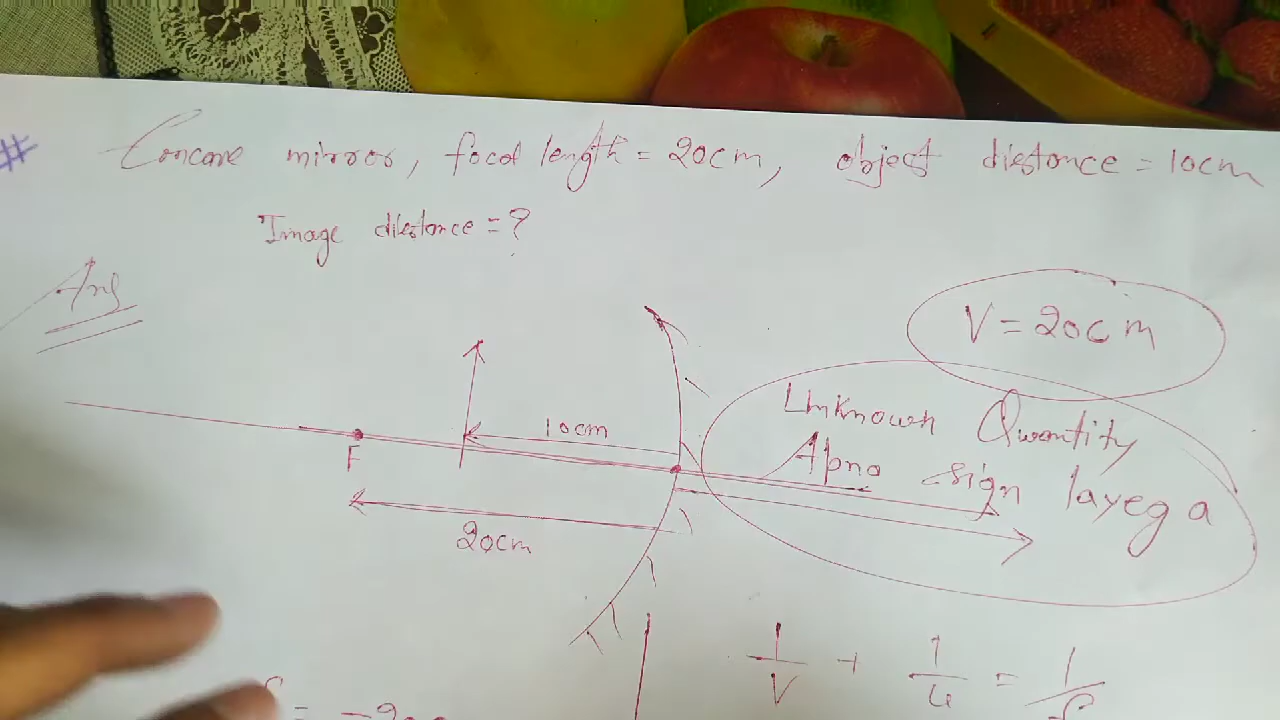 # Concave mirror, focal length = 20cm, object distance = 10cm
Image distance = ?
Ans
V = 20cm
Unknown Quantity
Apna sign layega
10cm
F
20cm
1/V + 1/u = 1/f